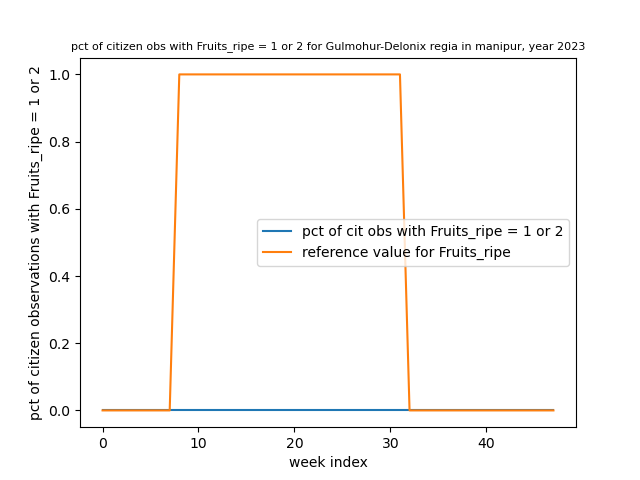 pct of citizen obs with Fruits_ripe = 1 or 2 for Gulmohur-Delonix regia in manipur, year 2023
pct of citizen observations with Fruits_ripe = 1 or 2
1.0
0.8
0.6
0.4
0.2
0.0
pct of cit obs with Fruits_ripe = 1 or 2
reference value for Fruits_ripe
0
10
20
30
40
week index